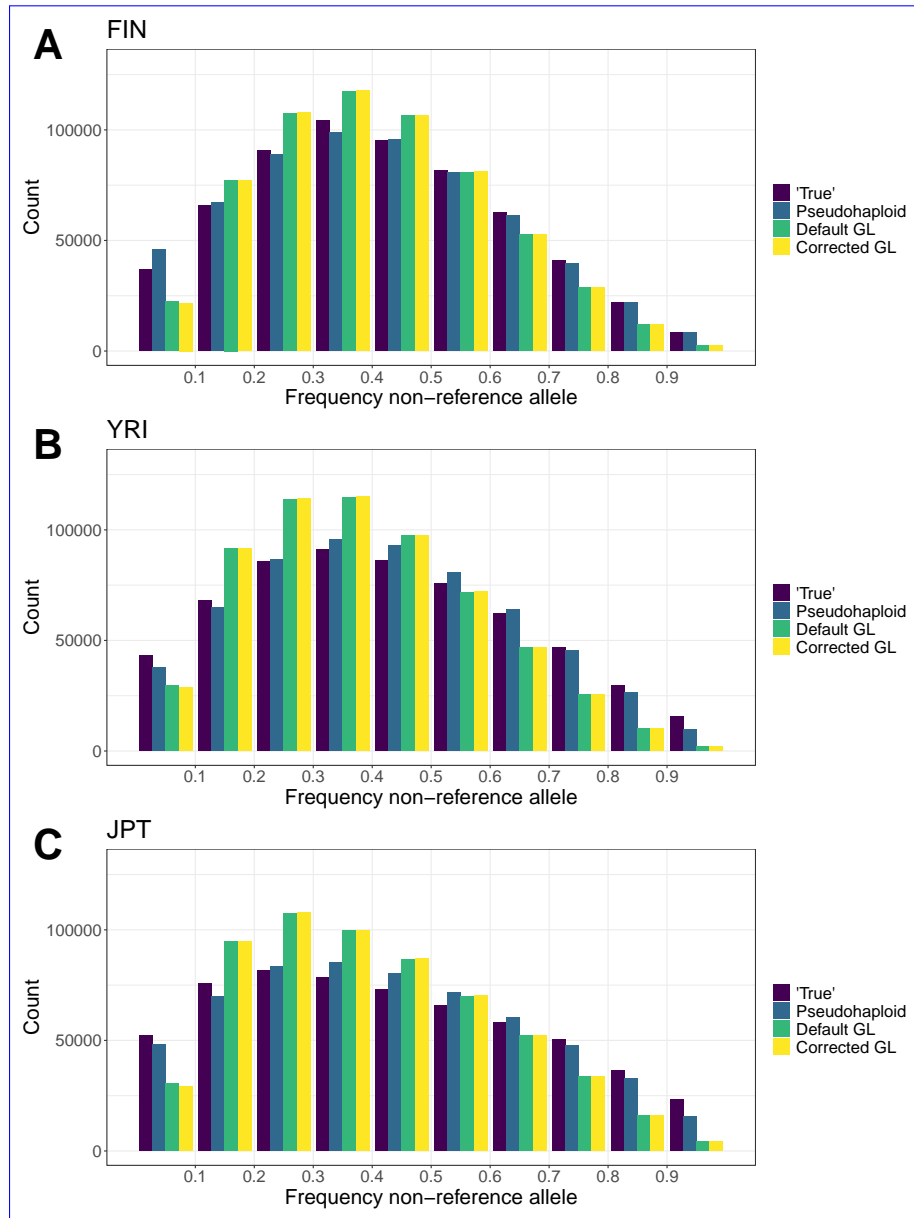 A
FIN
100000
50000
0
Count
0.1 0.2 0.3 0.4 0.5 0.6 0.7 0.8 0.9
Frequency non−reference allele
'True'
Pseudohaploid
Default GL
Corrected GL
B
YRI
100000
50000
0
Count
0.1 0.2 0.3 0.4 0.5 0.6 0.7 0.8 0.9
Frequency non−reference allele
'True'
Pseudohaploid
Default GL
Corrected GL
C
JPT
100000
50000
0
Count
0.1 0.2 0.3 0.4 0.5 0.6 0.7 0.8 0.9
Frequency non−reference allele
'True'
Pseudohaploid
Default GL
Corrected GL